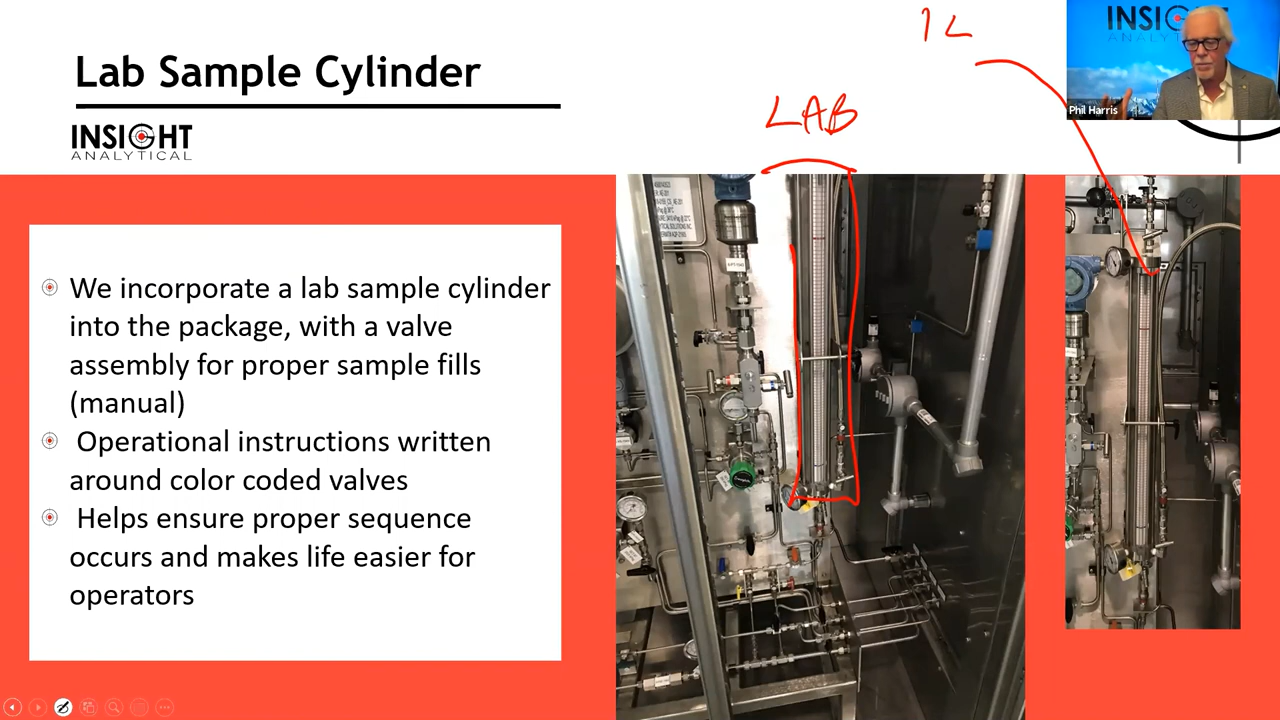 Lab Sample Cylinder
INSIGHT
ANALYTICAL
1L
LAB
INSIGHT
Phil Harris
We incorporate a lab sample cylinder
into the package, with a valve
assembly for proper sample fills
(manual)
Operational instructions written
around color coded valves
Helps ensure proper sequence
occurs and makes life easier for
operators